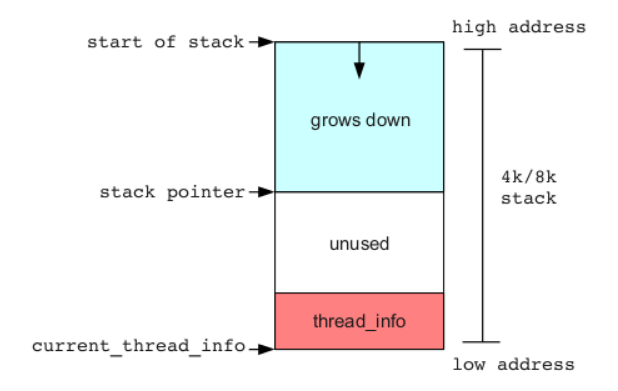 high address
start of stack
grows down
4k/8k
stack
stack pointer
unused
thread_info
current_thread_info
low address